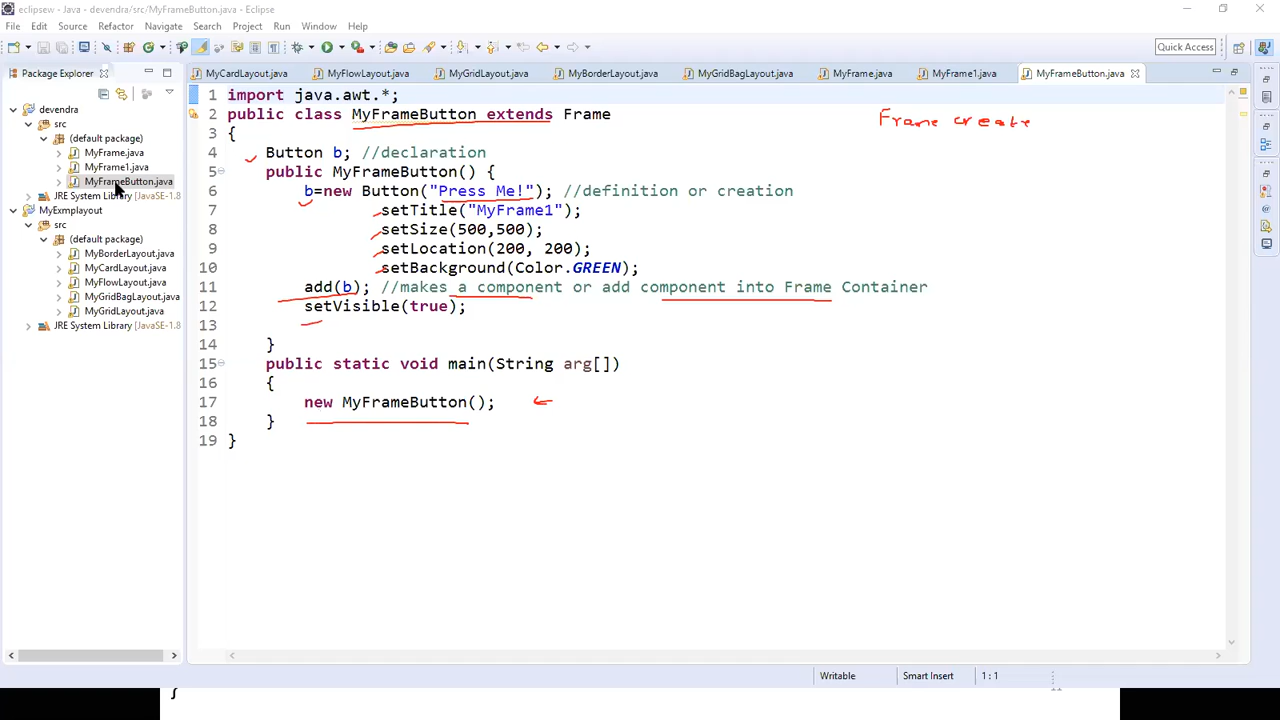 eclipsew - Java - devendra/src/MyFrameButton.java - Eclipse
File Edit Source Refactor Navigate Search Project Run Window Help
Quick Access
Package Explorer
MyCardLayout.java MyFlowLayout.java MyGridLayout.java MyBorderLayout.java MyGridBagLayout.java MyFrame.java MyFrame1.java MyFrameButton.java
devendra
src
(default package)
MyFrame.java
MyFrame1.java
MyFrameButton.java
JRE System Library [JavaSE-1.8
MyExmplayout
src
(default package)
MyBorderLayout.java
MyCardLayout.java
MyFlowLayout.java
MyGridBagLayout.java
MyGridLayout.java
JRE System Library [JavaSE-1.8
1 import java.awt.*;
2 public class MyFrameButton extends Frame
Frame create
3 {
4 Button b; //declaration
5 public MyFrameButton() {
6 b=new Button("Press Me!"); //definition or creation
7 setTitle("MyFrame1");
8 setSize(500,500);
9 setLocation(200, 200);
10 setBackground(Color.GREEN);
11 add(b); //makes a component or add component into Frame Container
12 setVisible(true);
13
14 }
15 public static void main(String arg[])
16 {
17 new MyFrameButton();
18 }
19 }
Writable Smart Insert 1 : 1
}